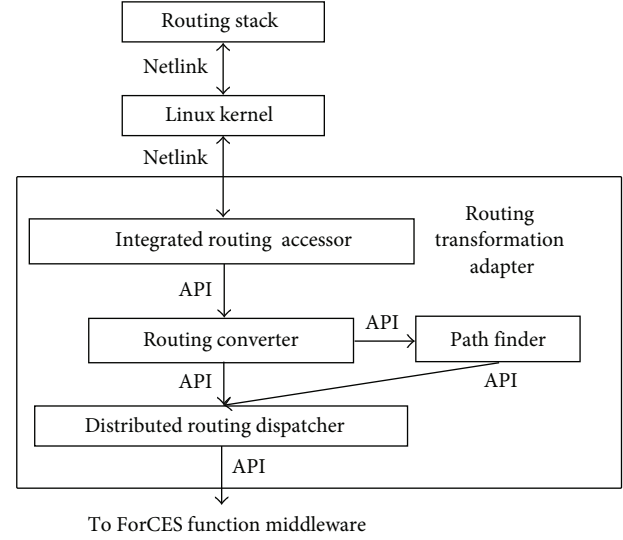 Routing stack
Netlink
Linux kernel
Netlink
Integrated routing accessor
Routing
transformation
adapter
API
Routing converter
API
Path finder
API
API
Distributed routing dispatcher
API
To ForCES function middleware